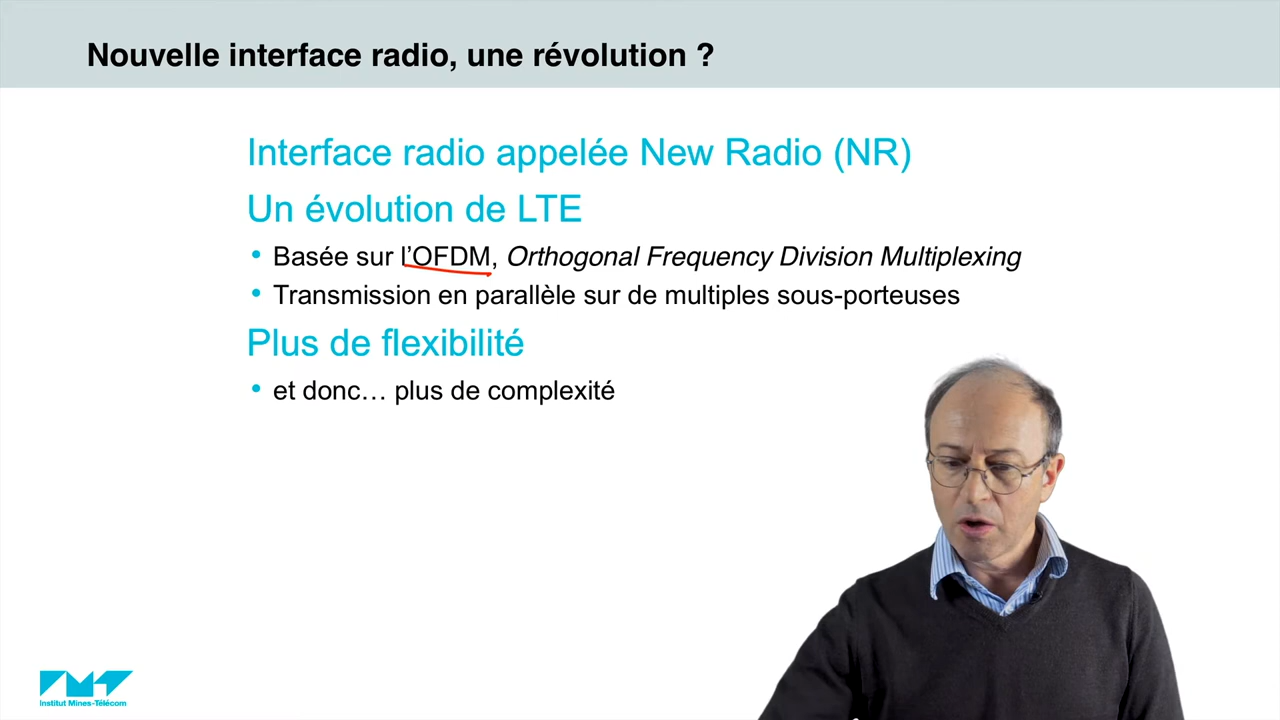 Nouvelle interface radio, une révolution ?
Interface radio appelée New Radio (NR)
Un évolution de LTE
• Basée sur l’OFDM, Orthogonal Frequency Division Multiplexing
• Transmission en parallèle sur de multiples sous-porteuses
Plus de flexibilité
• et donc… plus de complexité
IMT
Institut Mines-Télécom